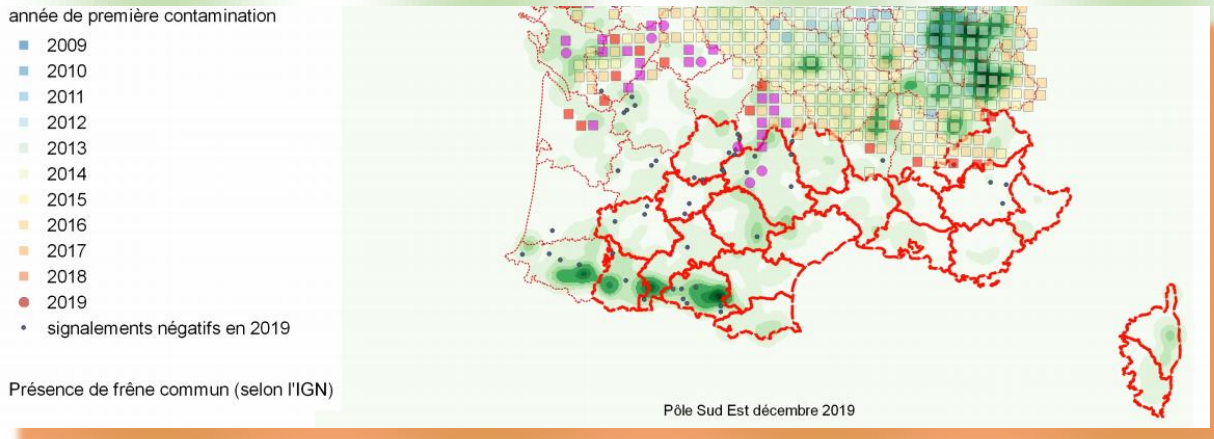 année de première contamination
2009
2010
2011
2012
2013
2014
2015
2016
2017
2018
2019
signalements négatifs en 2019
Présence de frêne commun (selon l'IGN)
Pôle Sud Est décembre 2019